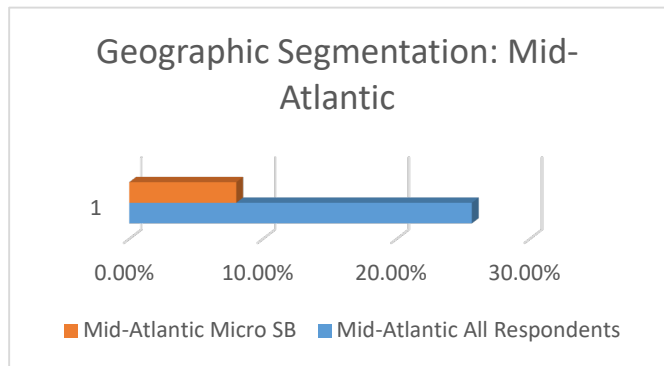 Geographic Segmentation: Mid-
Atlantic
1
0.00% 10.00% 20.00% 30.00%
Mid-Atlantic Micro SB Mid-Atlantic All Respondents